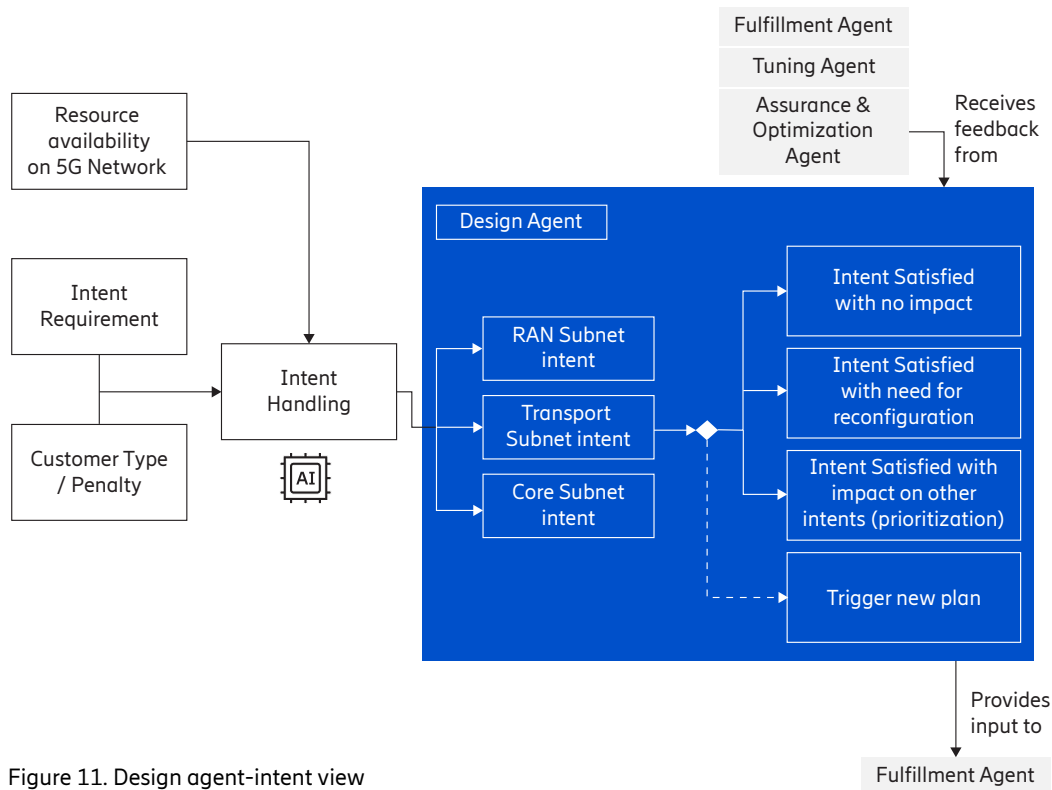 Fulfillment Agent
Tuning Agent
Assurance &
Optimization
Agent
Receives
feedback
from
Resource
availability
on 5G Network
Intent
Requirement
Customer Type
/ Penalty
Intent
Handling
AI
Design Agent
RAN Subnet
intent
Transport
Subnet intent
Core Subnet
intent
Intent Satisfied
with no impact
Intent Satisfied
with need for
reconfiguration
Intent Satisfied with
impact on other
intents (prioritization)
Trigger new plan
Provides
input to
Fulfillment Agent
Figure 11. Design agent-intent view